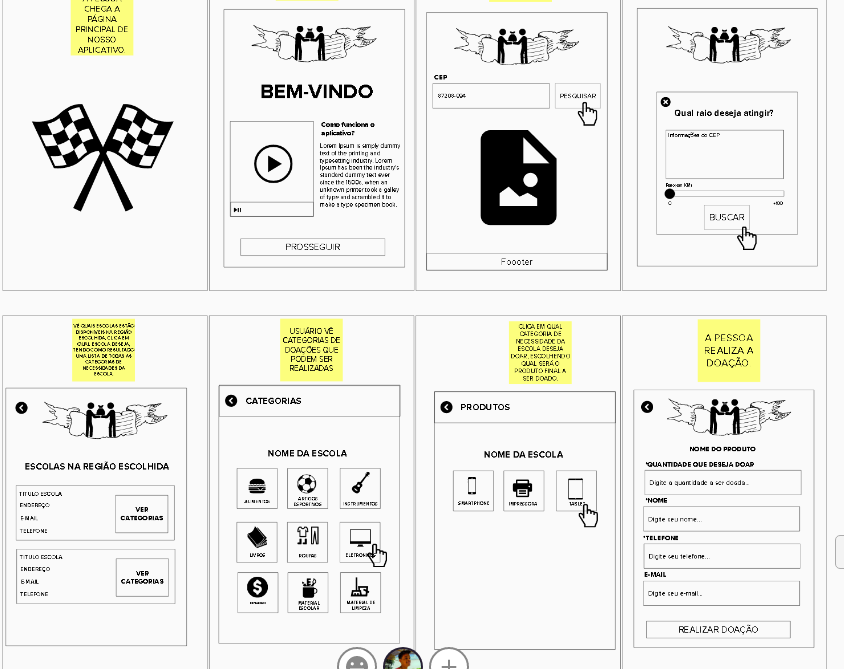 CHEGA A
PÁGINA
PRINCIPAL DE
NOSSO
APLICATIVO.
BEM-VINDO
Como funciona o
aplicativo?
Lorem Ipsum is simply dummy
text of the printing and
typesetting industry. Lorem
Ipsum has been the industry's
standard dummy text ever
since the 1500s, when an
unknown printer took a galley
of type and scrambled it to
make a type specimen book.
PROSSEGUIR
CEP
PESQUISAR
Foooter
Qual raio deseja atingir?
Informações do CEP
0
+100
BUSCAR
VÊ QUAIS ESCOLAS ESTÃO
DISPONÍVEIS NA REGIÃO
ESCOLHIDA. CLICA EM
QUAL ESCOLA DESEJA,
TENDO COMO RESULTADO
UMA LISTA DE TODAS AS
CATEGORIAS DE
NECESSIDADES DA
ESCOLA.
ESCOLAS NA REGIÃO ESCOLHIDA
TITULO ESCOLA
ENDEREÇO
E-MAIL
TELEFONE
VER
CATEGORIAS
TITULO ESCOLA
ENDEREÇO
E-MAIL
TELEFONE
VER
CATEGORIAS
USUÁRIO VÊ
CATEGORIAS DE
DOAÇÕES QUE
PODEM SER
REALIZADAS
CATEGORIAS
NOME DA ESCOLA
ALIMENTOS
ARTIGOS
ESPORTIVOS
INSTRUMENTOS
LIVROS
ROUPAS
MATERIAL
ESCOLAR
MATERIAL DE
LIMPEZA
CLICA EM QUAL
CATEGORIA DE
NECESSIDADE DA
ESCOLA DESEJA
DOAR, ESCOLHENDO
QUAL SERÁ O
PRODUTO FINAL A
SER DOADO.
PRODUTOS
NOME DA ESCOLA
SMARTPHONE
IMPRESSORA
TABLET
A PESSOA
REALIZA A
DOAÇÃO
NOME DO PRODUTO
*QUANTIDADE QUE DESEJA DOAR
Digite a quantidade a ser doada...
*NOME
Digite seu nome...
*TELEFONE
Digite seu telefone...
E-MAIL
Digite seu e-mail...
REALIZAR DOAÇÃO